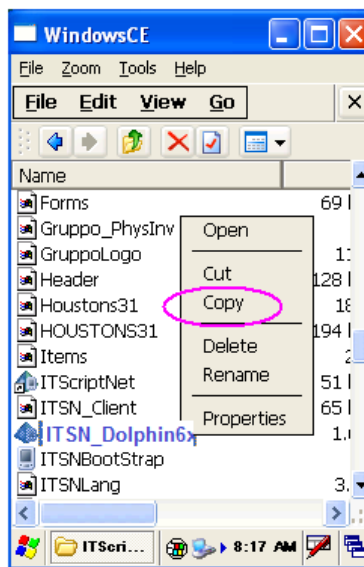 WindowsCE
File Zoom Tools Help
File Edit View Go
Name
Forms 69
Gruppo_PhysInv
GruppoLogo
Header 128
Houstons31
HOUSTONS31 194
Items
ITScriptNet 51
ITSN_Client 65
ITSN_Dolphin6x
ITSNBootStrap
ITSNLang 3.
Open
Cut
Copy
Delete
Rename
Properties
ITScri... 8:17 AM